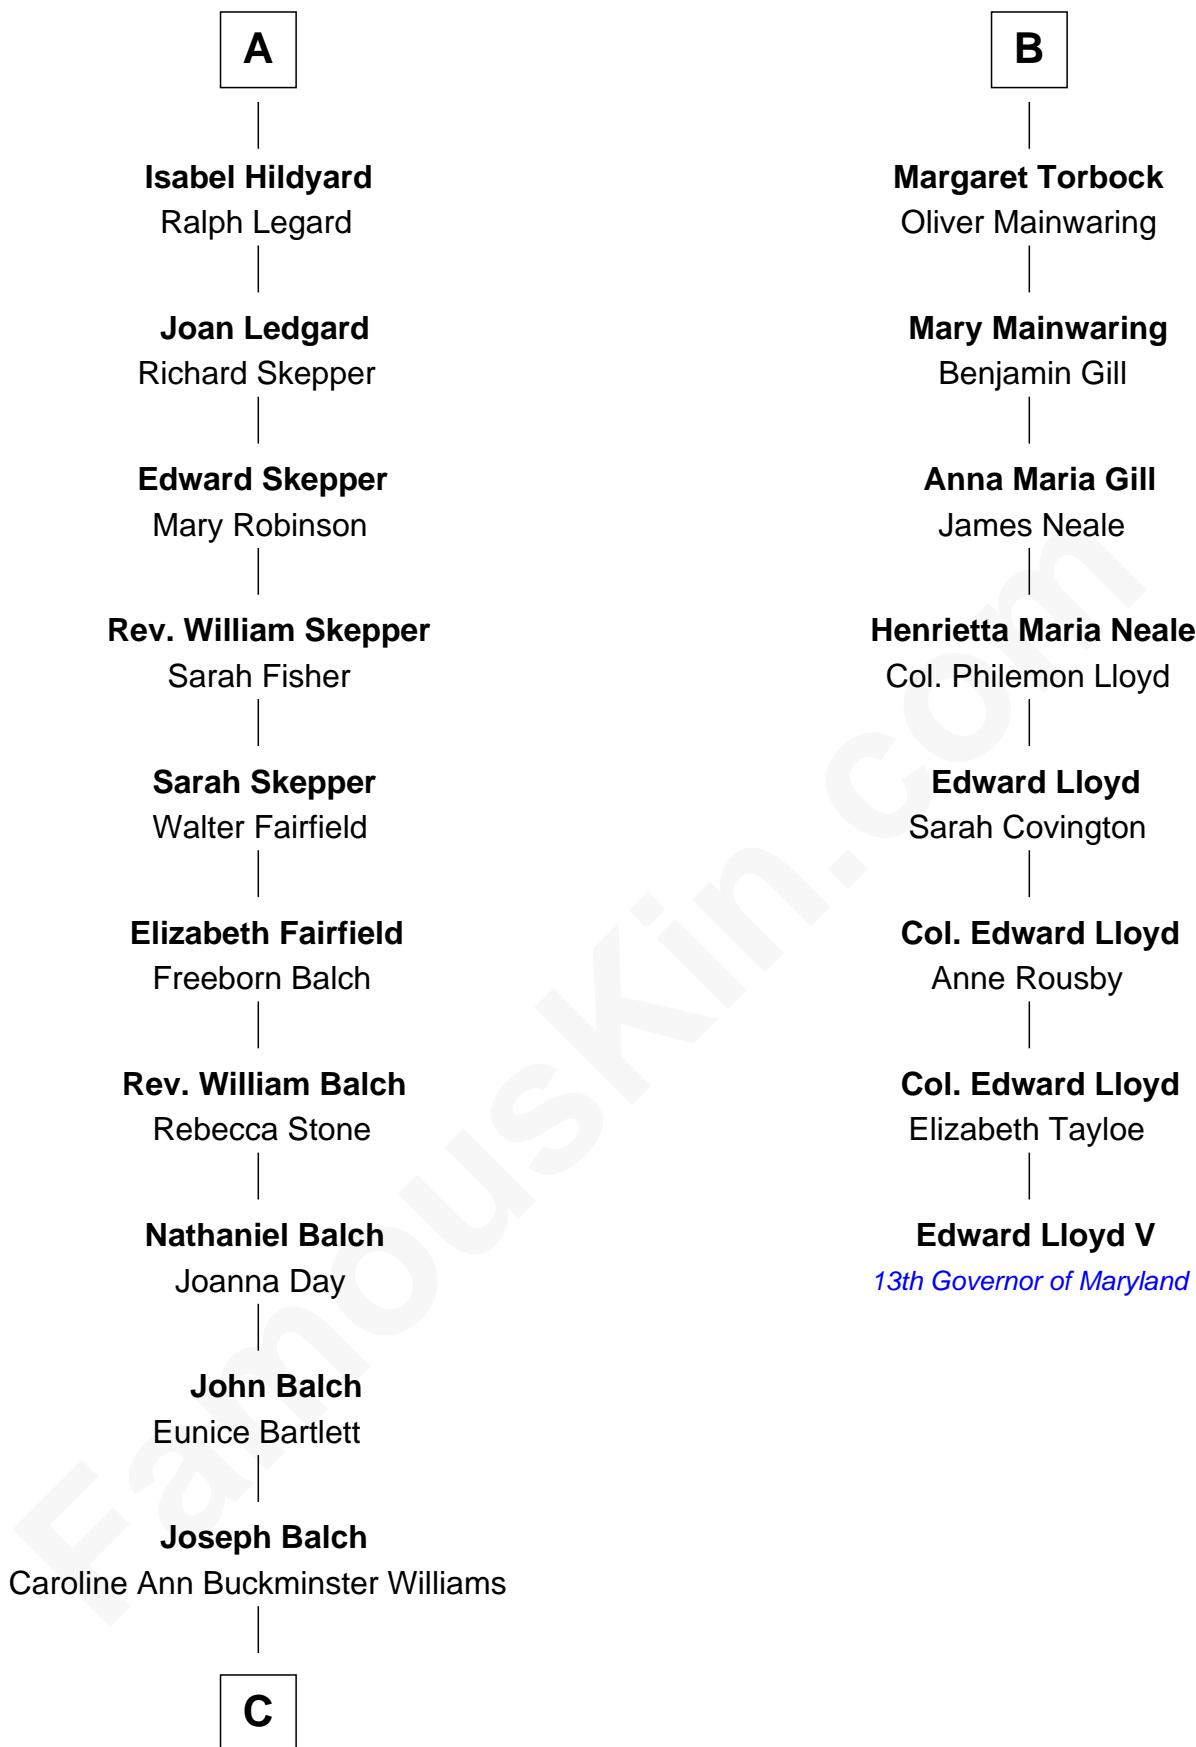 A
Isabel Hildyard
Ralph Legard
Joan Ledgard
Richard Skepper
Edward Skepper
Mary Robinson
Rev. William Skepper
Sarah Fisher
Sarah Skepper
Walter Fairfield
Elizabeth Fairfield
Freeborn Balch
Rev. William Balch
Rebecca Stone
Nathaniel Balch
Joanna Day
John Balch
Eunice Bartlett
Joseph Balch
Caroline Ann Buckminster Williams
C
B
Margaret Torbock
Oliver Mainwaring
Mary Mainwaring
Benjamin Gill
Anna Maria Gill
James Neale
Henrietta Maria Neale
Col. Philemon Lloyd
Edward Lloyd
Sarah Covington
Col. Edward Lloyd
Anne Rousby
Col. Edward Lloyd
Elizabeth Tayloe
Edward Lloyd V
13th Governor of Maryland
FamousKin.com